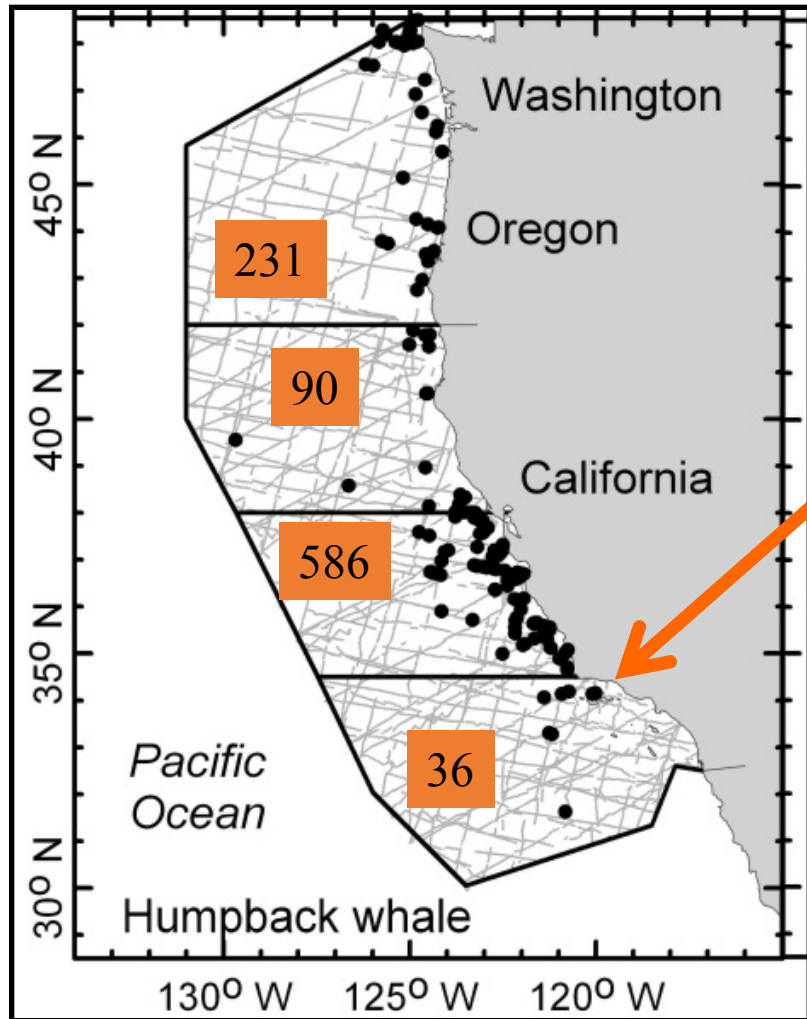 Washington
45° N
Oregon
231
90
40° N
California
586
35° N
36
Pacific
Ocean
30° N
Humpback whale
130° W
125° W
120° W